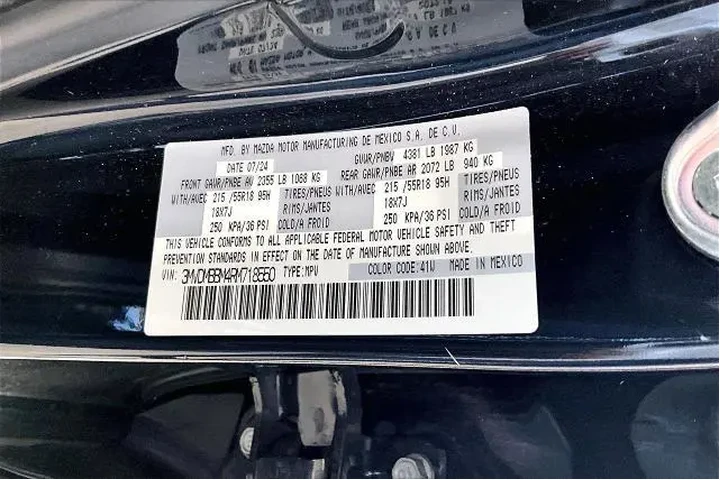 MFD. BY MAZDA MOTOR MANUFACTURING DE MEXICO S.A. DE C.V.
DATE 07/24 GVWR/PNBV 4381 LB 1987 KG
FRONT GAWR/PNBE AV 2355 LB 1068 KG REAR GAWR/PNBE AR 2072 LB 940 KG
WITH/AVEC 215 /55R18 95H TIRES/PNEUS WITH/AVEC 215 /55R18 95H TIRES/PNEUS
18X7J RIMS/JANTES 18X7J RIMS/JANTES
250 KPA/36 PSI COLD/A FROID 250 KPA/36 PSI COLD/A FROID
THIS VEHICLE CONFORMS TO ALL APPLICABLE FEDERAL MOTOR VEHICLE SAFETY AND THEFT
PREVENTION STANDARDS IN EFFECT ON THE DATE OF MANUFACTURE SHOWN ABOVE.
VIN: 3MVDMBBM4RM718550 TYPE:MPV COLOR CODE:41W MADE IN MEXICO